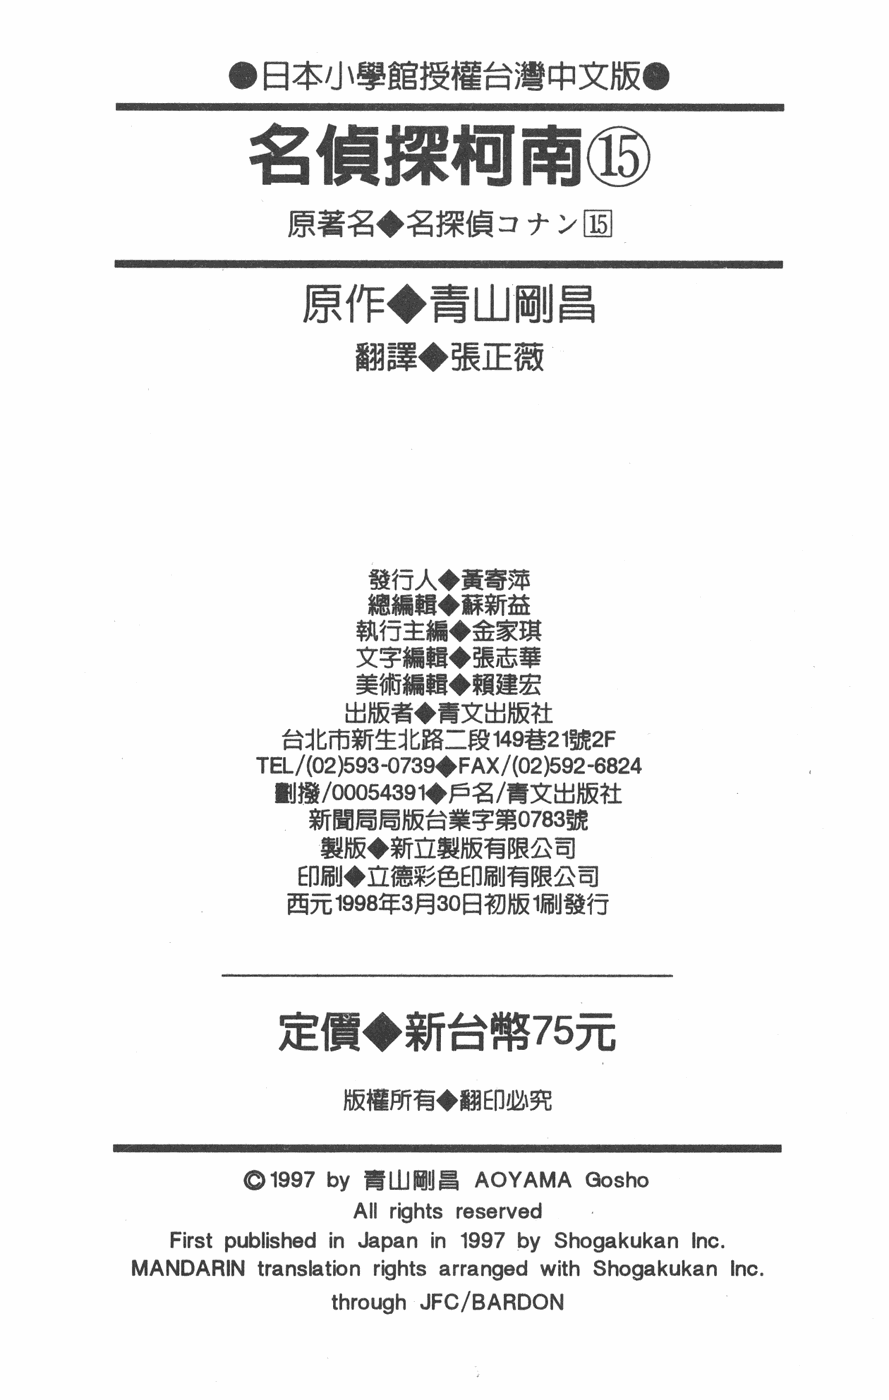 ●日本小學館授權台灣中文版●
名偵探柯南⑮
原著名◆名探偵コナン15
原作◆青山剛昌
翻譯◆張正薇
發行人◆黃寄萍
總編輯◆蘇新益
執行主編◆金家琪
文字編輯◆張志華
美術編輯◆賴建宏
出版者◆青文出版社
台北市新生北路二段149巷21號2F
TEL/(02)593-0739◆FAX/(02)592-6824
劃撥/00054391◆戶名/青文出版社
新聞局局版台業字第0783號
製版◆新立製版有限公司
印刷◆立德彩色印刷有限公司
西元1998年3月30日初版1刷發行
定價◆新台幣75元
版權所有◆翻印必究
©1997 by 青山剛昌 AOYAMA Gosho
All rights reserved
First published in Japan in 1997 by Shogakukan Inc.
MANDARIN translation rights arranged with Shogakukan Inc.
through JFC/BARDON